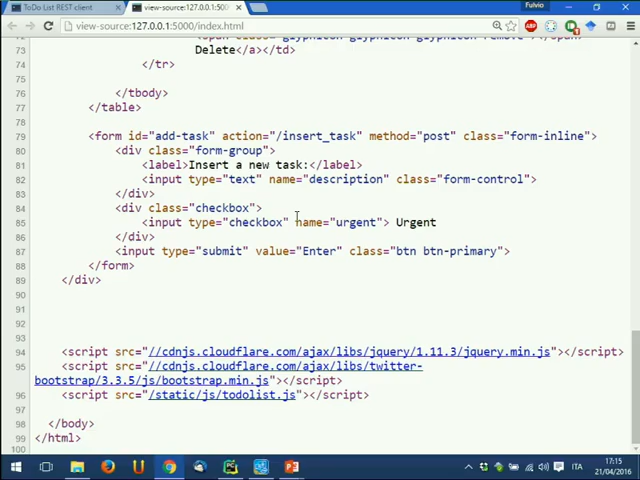 ToDo List REST client
view-source:127.0.0.1:5000
Fulvio
view-source:127.0.0.1:5000/index.html
73 Delete</a></td>
74 </tr>
75
76 </tbody>
77 </table>
78
79 <form id="add-task" action="/insert_task" method="post" class="form-inline">
80 <div class="form-group">
81 <label>Insert a new task:</label>
82 <input type="text" name="description" class="form-control">
83 </div>
84 <div class="checkbox">
85 <input type="checkbox" name="urgent"> Urgent
86 </div>
87 <input type="submit" value="Enter" class="btn btn-primary">
88 </form>
89 </div>
90
91
92
93
94 <script src="//cdnjs.cloudflare.com/ajax/libs/jquery/1.11.3/jquery.min.js"></script>
95 <script src="//cdnjs.cloudflare.com/ajax/libs/twitter-
bootstrap/3.3.5/js/bootstrap.min.js"></script>
96 <script src="/static/js/todolist.js"></script>
97
98 </body>
99 </html>
100
ITA
17:15
21/04/2016